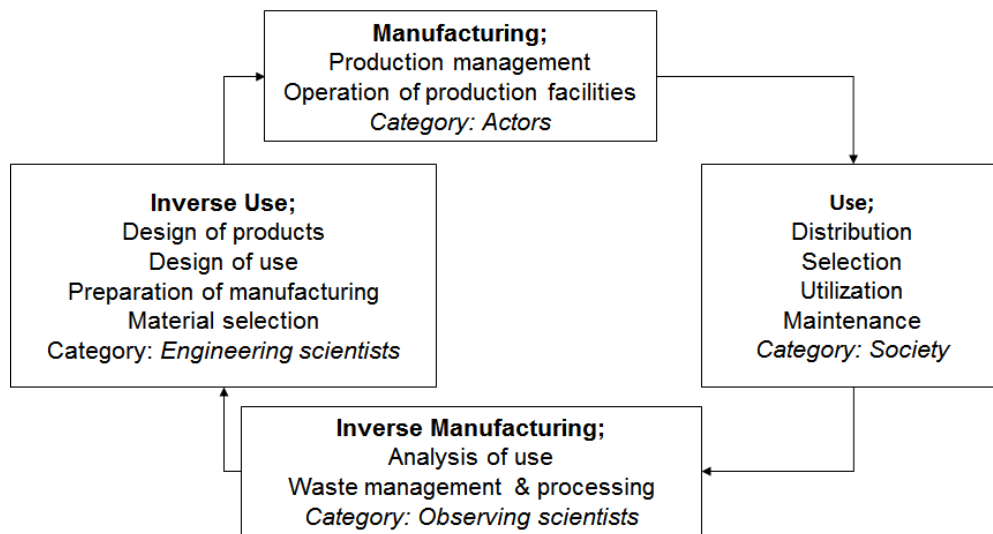 Manufacturing;
Production management
Operation of production facilities
Category: Actors
Inverse Use;
Design of products
Design of use
Preparation of manufacturing
Material selection
Category: Engineering scientists
Use;
Distribution
Selection
Utilization
Maintenance
Category: Society
Inverse Manufacturing;
Analysis of use
Waste management & processing
Category: Observing scientists